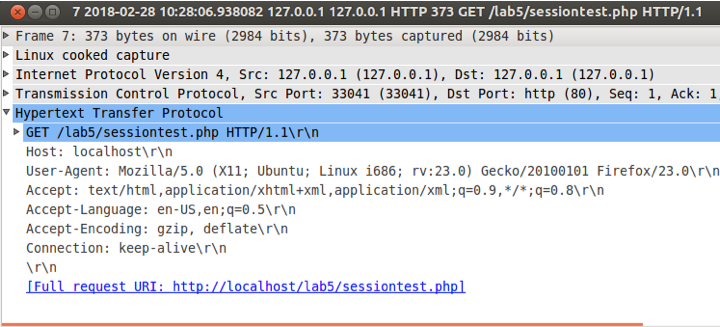 7 2018-02-28 10:28:06.938082 127.0.0.1 127.0.0.1 HTTP 373 GET /lab5/sessiontest.php HTTP/1.1
Frame 7: 373 bytes on wire (2984 bits), 373 bytes captured (2984 bits)
Linux cooked capture
Internet Protocol Version 4, Src: 127.0.0.1 (127.0.0.1), Dst: 127.0.0.1 (127.0.0.1)
Transmission Control Protocol, Src Port: 33041 (33041), Dst Port: http (80), Seq: 1, Ack: 1,
Hypertext Transfer Protocol
GET /lab5/sessiontest.php HTTP/1.1\r\n
Host: localhost\r\n
User-Agent: Mozilla/5.0 (X11; Ubuntu; Linux i686; rv:23.0) Gecko/20100101 Firefox/23.0\r\n
Accept: text/html,application/xhtml+xml,application/xml;q=0.9,*/*;q=0.8\r\n
Accept-Language: en-US,en;q=0.5\r\n
Accept-Encoding: gzip, deflate\r\n
Connection: keep-alive\r\n
\r\n
[Full request URI: http://localhost/lab5/sessiontest.php]